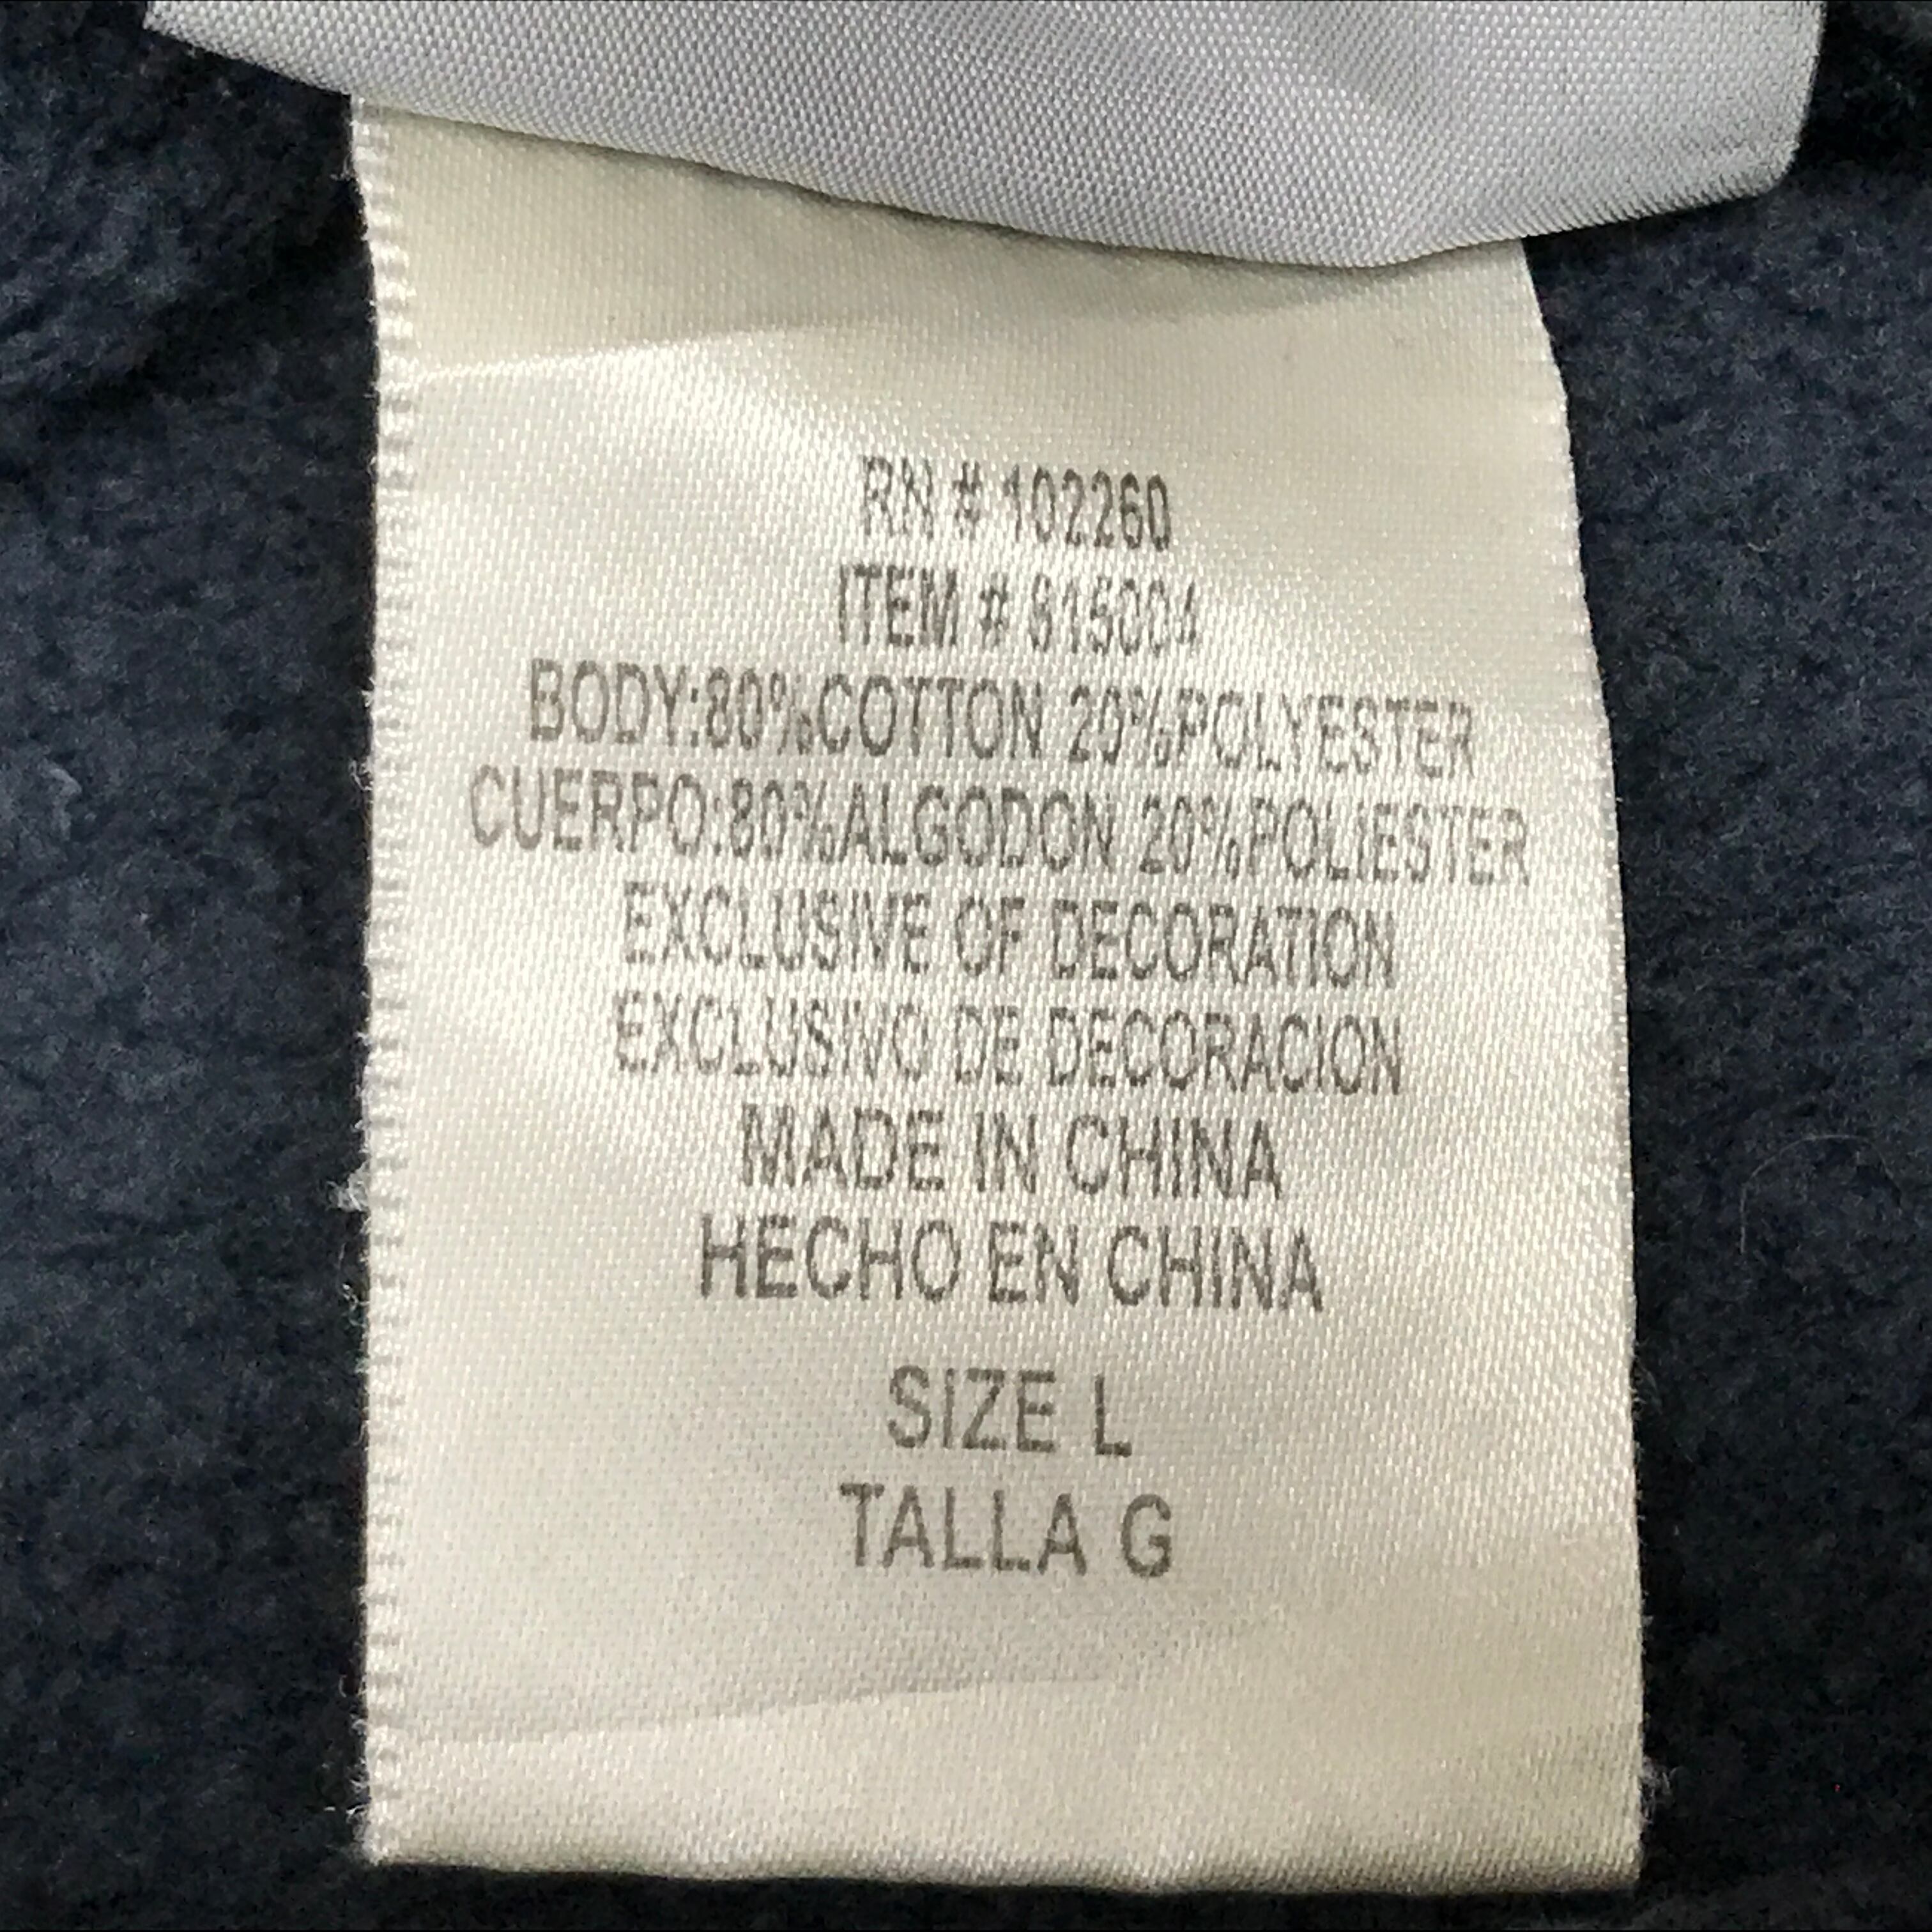 RN # 102260
ITEM # 615004
BODY:80%COTTON 20%POLYESTER
CUERPO:80%ALGODON 20%POLIESTER
EXCLUSIVE OF DECORATION
EXCLUSIVO DE DECORACION
MADE IN CHINA
HECHO EN CHINA
SIZE L
TALLA G